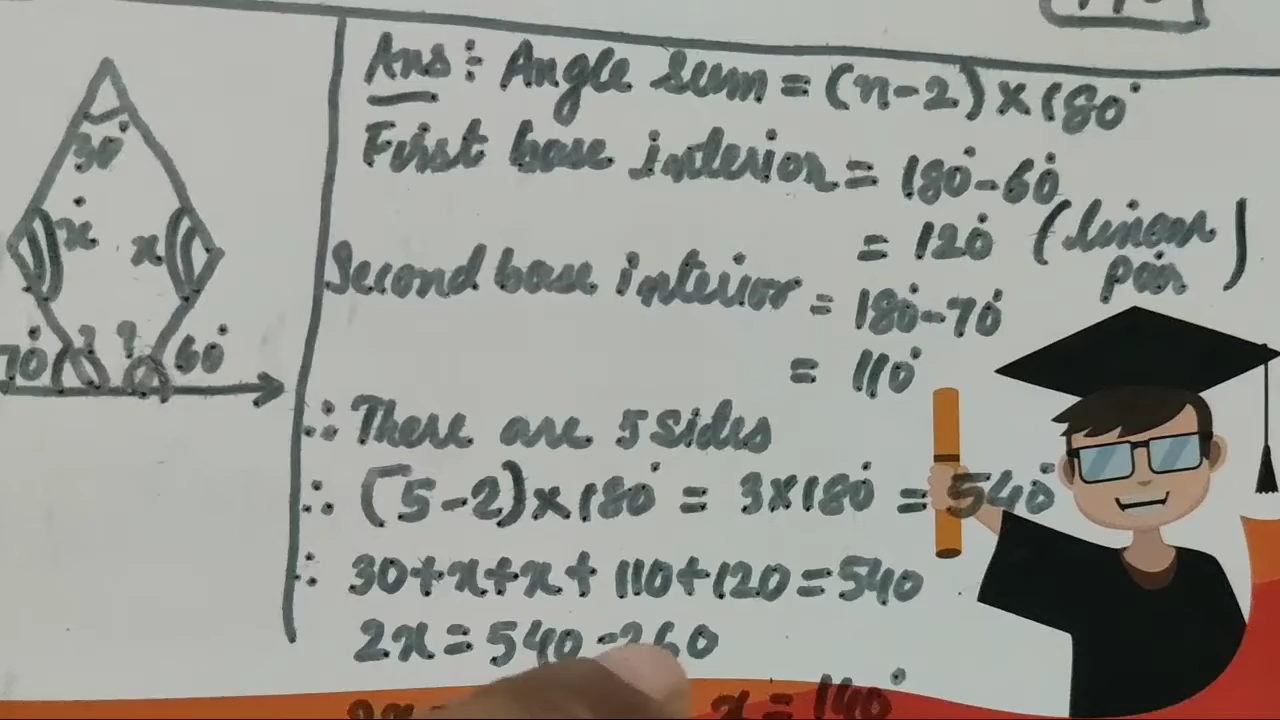 Ans : Angle Sum = (n-2) × 180°
30°
First base interior = 180°-60°
x° x
= 120° (linear pair)
Second base interior = 180°-70°
70° ? ? 60°
= 110°
∴ There are 5 sides
∴ (5-2) × 180° = 3×180° = 540°
∴ 30+x+x+ 110+120=540
2x = 540-260
x = 140°